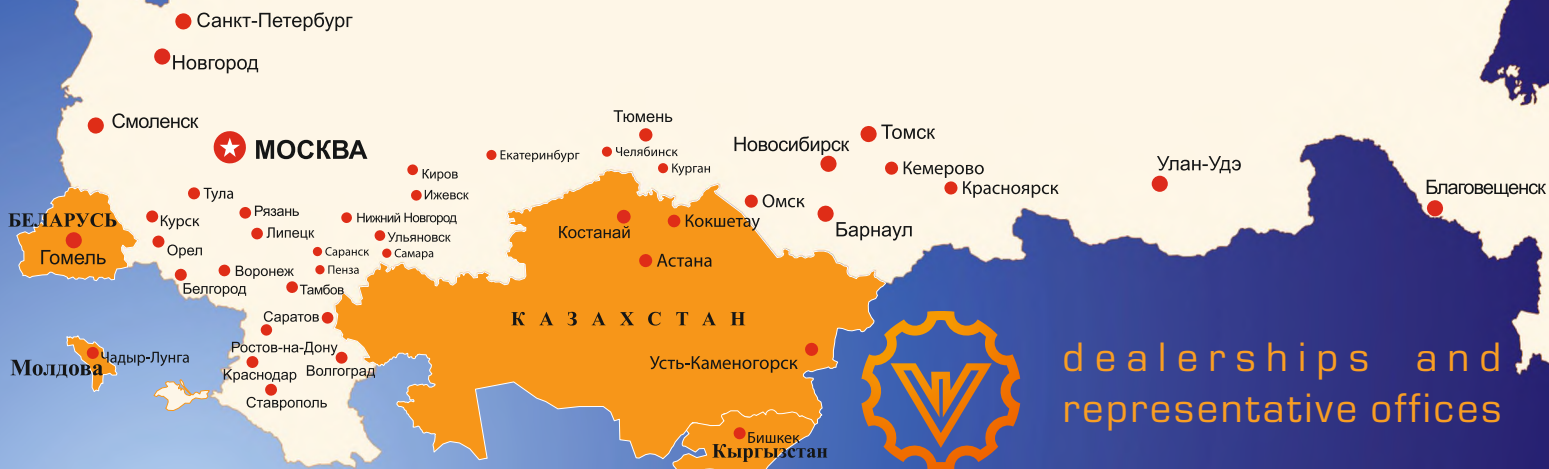 Санкт-Петербург
Новгород
Смоленск
МОСКВА
Тюмень
Екатеринбург
Челябинск
Курган
Новосибирск
Томск
Кемерово
Красноярск
Улан-Удэ
Благовещенск
Киров
Ижевск
Тула
Рязань
Нижний Новгород
Омск
Барнаул
БЕЛАРУСЬ
Гомель
Курск
Орел
Липецк
Ульяновск
Саранск
Самара
Пенза
Костанай
Кокшетау
Астана
Белгород
Воронеж
Тамбов
Саратов
КАЗАХСТАН
Ростов-на-Дону
Волгоград
Чадыр-Лунга
Молдова
Краснодар
Ставрополь
Усть-Каменогорск
Бишкек
Кыргызстан
dealerships and
representative offices